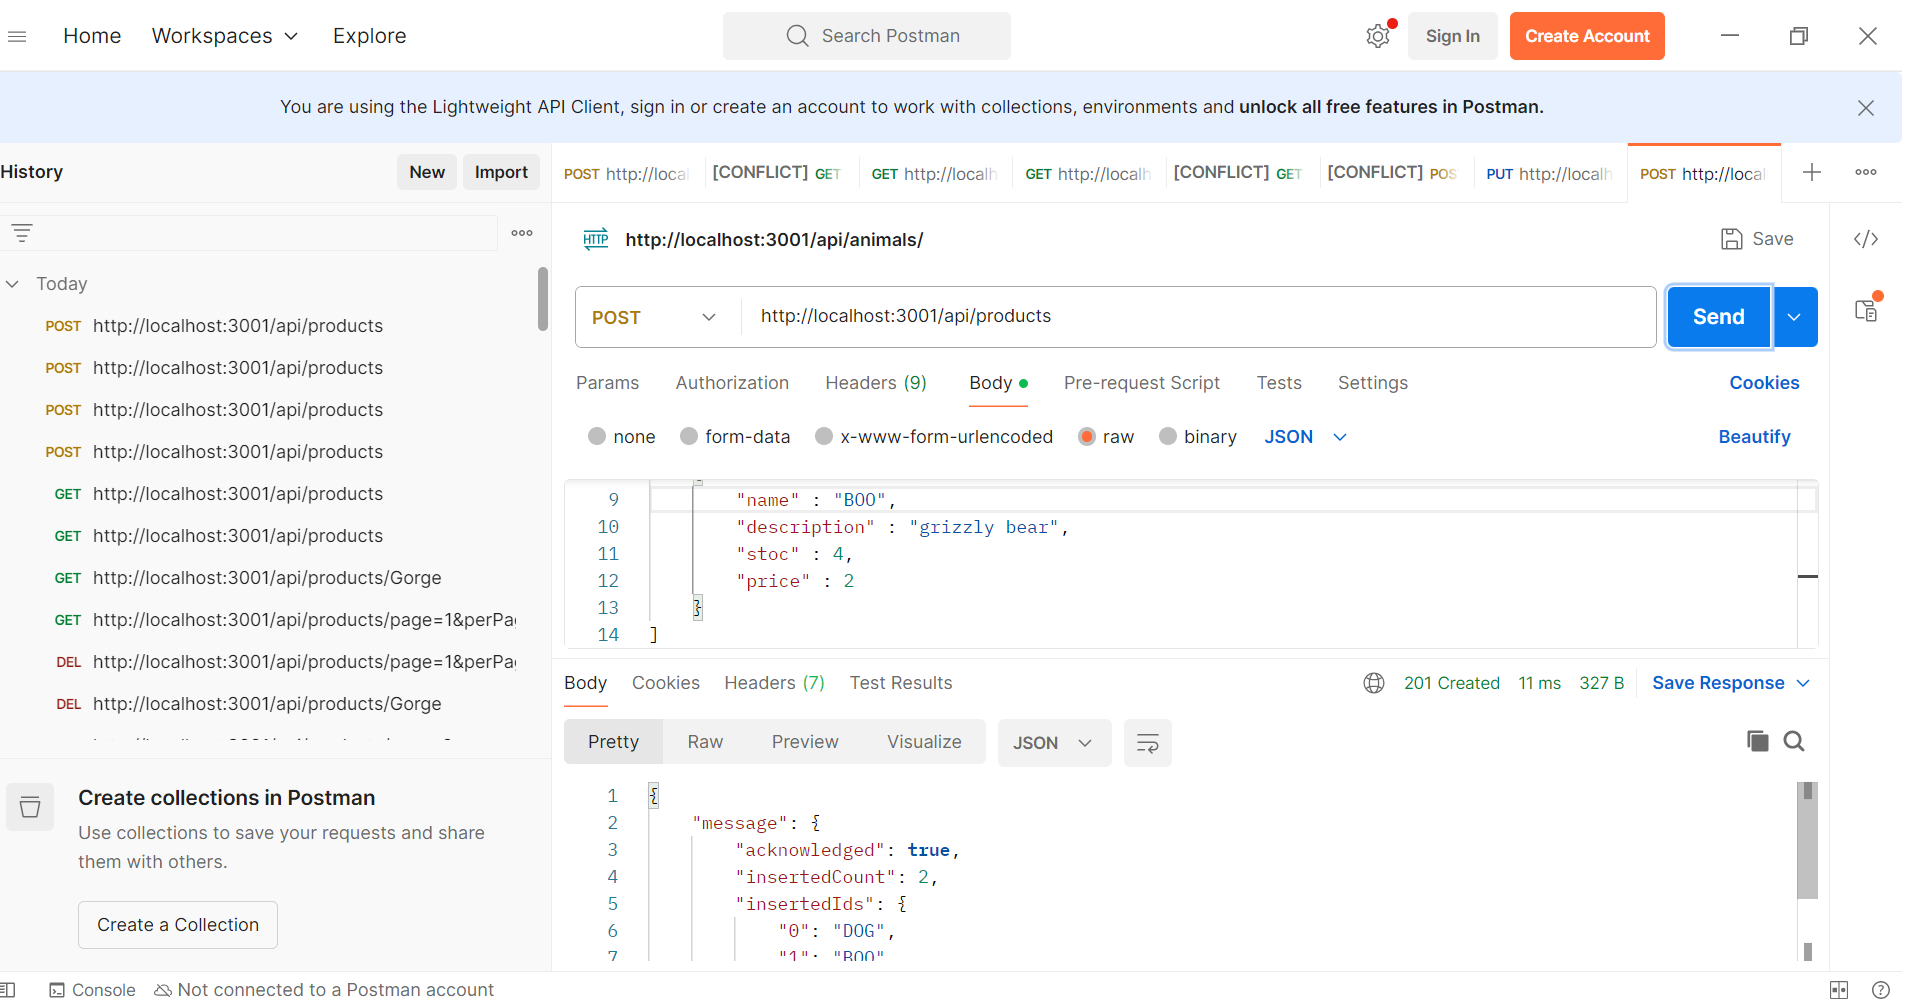 Home Workspaces Explore Search Postman Sign In Create Account
You are using the Lightweight API Client, sign in or create an account to work with collections, environments and unlock all free features in Postman.
History New Import
POST http://local [CONFLICT] GET GET http://localh GET http://localh [CONFLICT] GET [CONFLICT] POS PUT http://localh POST http://local
HTTP http://localhost:3001/api/animals/ Save </>
Today
POST http://localhost:3001/api/products
POST http://localhost:3001/api/products
POST http://localhost:3001/api/products
POST http://localhost:3001/api/products
GET http://localhost:3001/api/products
GET http://localhost:3001/api/products
GET http://localhost:3001/api/products/Gorge
GET http://localhost:3001/api/products/page=1&perPag
DEL http://localhost:3001/api/products/page=1&perPag
DEL http://localhost:3001/api/products/Gorge
Create collections in Postman
Use collections to save your requests and share
them with others.
Create a Collection
POST http://localhost:3001/api/products Send
Params Authorization Headers (9) Body Pre-request Script Tests Settings Cookies
none form-data x-www-form-urlencoded raw binary JSON Beautify
9 "name" : "BOO",
10 "description" : "grizzly bear",
11 "stoc" : 4,
12 "price" : 2
13 }
14 ]
Body Cookies Headers (7) Test Results 201 Created 11 ms 327 B Save Response
Pretty Raw Preview Visualize JSON
1 {
2 "message": {
3 "acknowledged": true,
4 "insertedCount": 2,
5 "insertedIds": {
6 "0": "DOG",
7 "1": "BOO"
Console Not connected to a Postman account